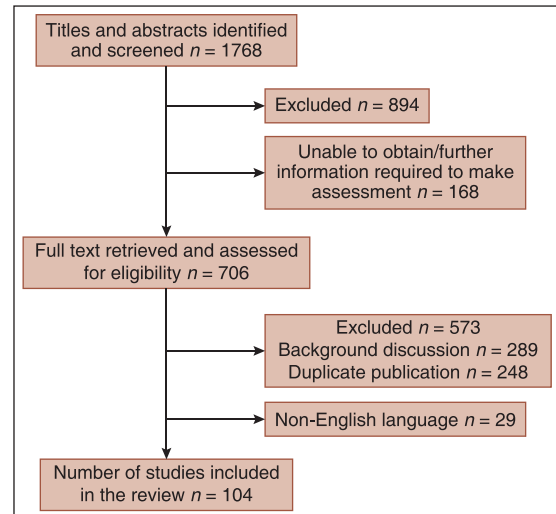 Titles and abstracts identified
and screened n = 1768
Excluded n = 894
Unable to obtain/further
information required to make
assessment n = 168
Full text retrieved and assessed
for eligibility n = 706
Excluded n = 573
Background discussion n = 289
Duplicate publication n = 248
Non-English language n = 29
Number of studies included
in the review n = 104